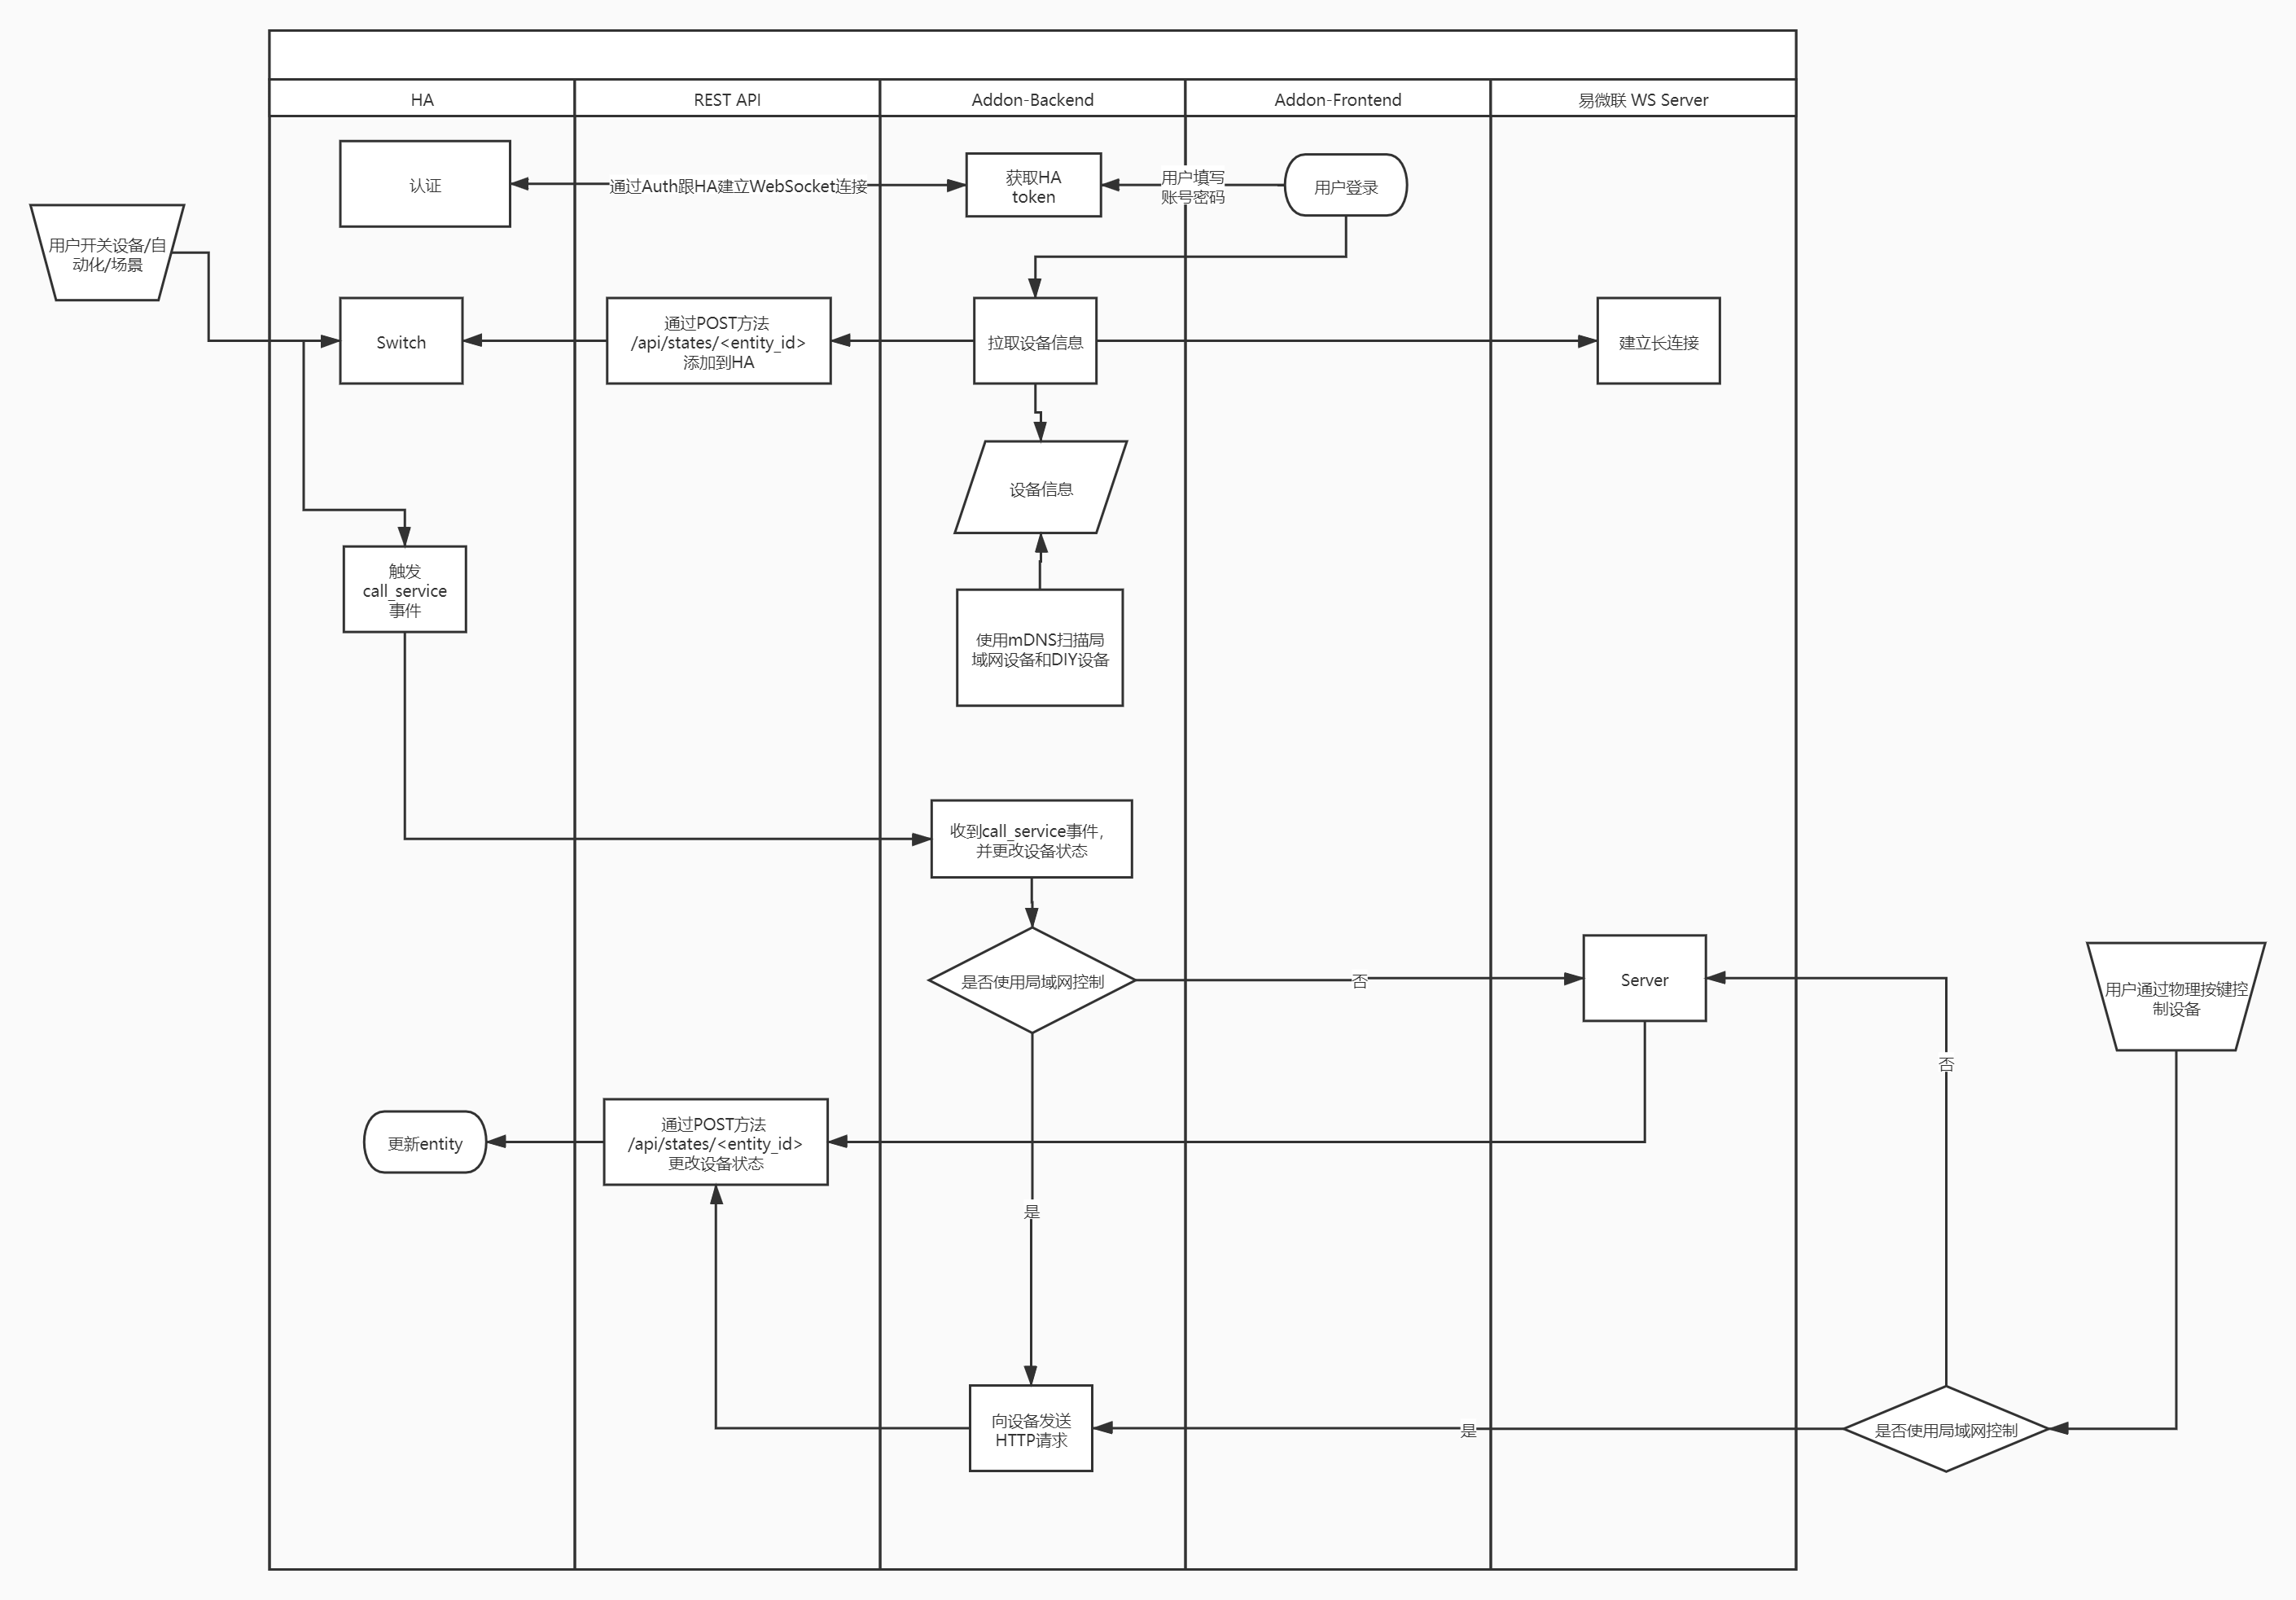 HA
REST API
Addon-Backend
Addon-Frontend
易微联 WS Server
认证
通过Auth跟HA建立WebSocket连接
获取HA
token
用户填写
账号密码
用户登录
用户开关设备/自
动化/场景
Switch
通过POST方法
/api/states/<entity_id>
添加到HA
拉取设备信息
建立长连接
设备信息
触发
call_service
事件
使用mDNS扫描局
域网设备和DIY设备
收到call_service事件，
并更改设备状态
是否使用局域网控制
否
Server
用户通过物理按键控
制设备
否
更新entity
通过POST方法
/api/states/<entity_id>
更改设备状态
是
向设备发送
HTTP请求
是
是否使用局域网控制